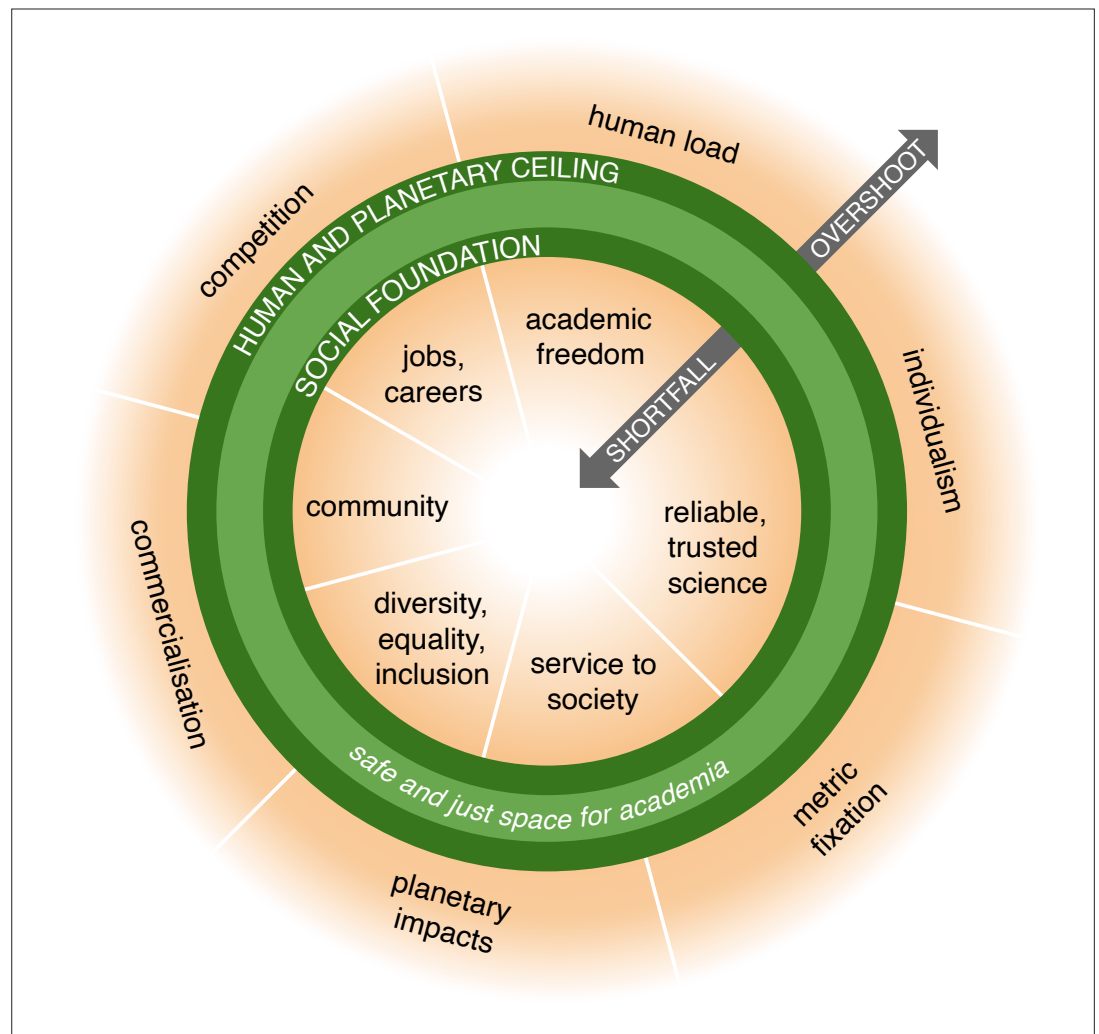 human load
OVERSHOOT
HUMAN AND PLANETARY CEILING
competition
SOCIAL FOUNDATION
academic
freedom
jobs,
careers
SHORTFALL
individualism
community
reliable,
trusted
science
commercialisation
diversity,
equality,
inclusion
service to
society
safe and just space for academia
metric
fixation
planetary
impacts